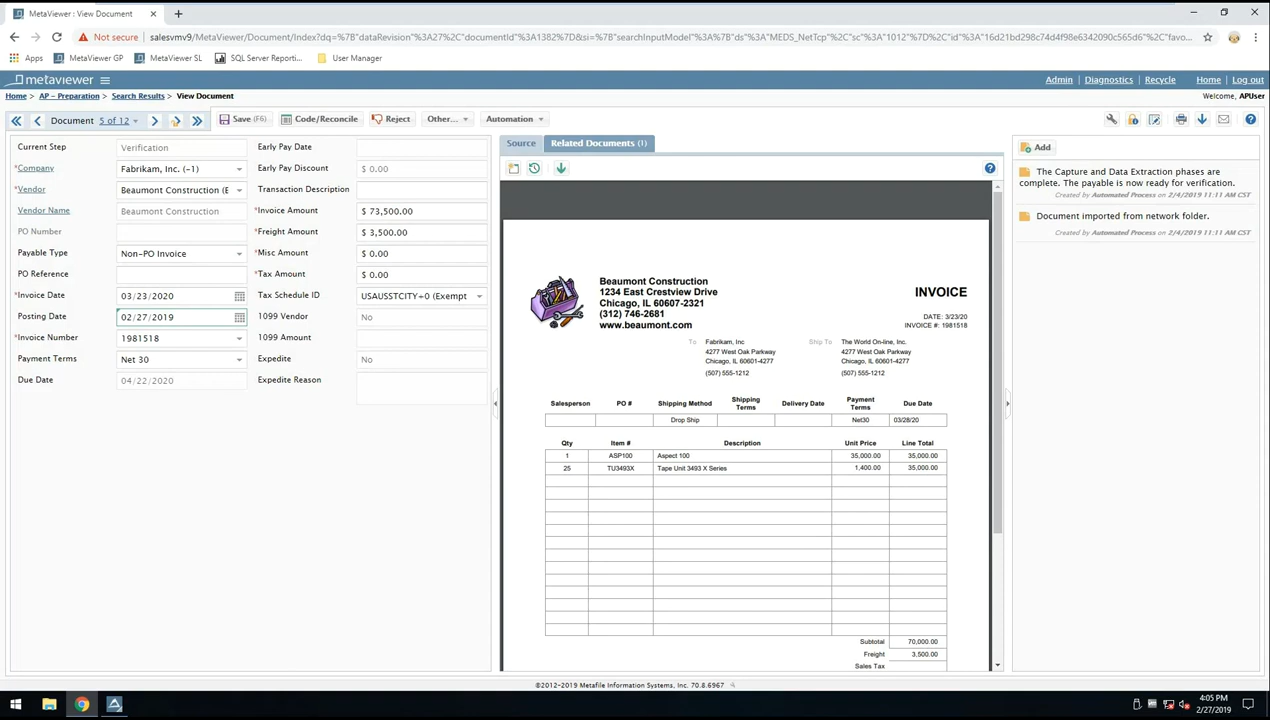 MetaViewer :: View Document
Not secure
salesvmv9/MetaViewer/Document/Index?dq=%7B"dataRevision"%3A27%2C"documentId"%3A1382%7D&si=%7B"searchInputModel"%3A%7B"ds"%3A"MEDS_NetTcp"%2C"sc"%3A"1012"%7D%2C"id"%3A"16d21bd298c74d4f98e6342090c565d6"%2C"favo...
Apps
MetaViewer GP
MetaViewer SL
SQL Server Reporti...
User Manager
metaviewer
Admin
Diagnostics
Recycle
Home
Log out
Home
AP – Preparation
Search Results
View Document
Welcome, APUser
Document
5 of 12
Save (F6)
Code/Reconcile
Reject
Other...
Automation
Current Step
Verification
*Company
Fabrikam, Inc. (~1)
*Vendor
Beaumont Construction (E
Vendor Name
Beaumont Construction
PO Number
Payable Type
Non-PO Invoice
PO Reference
*Invoice Date
03/23/2020
Posting Date
02/27/2019
*Invoice Number
1981518
Payment Terms
Net 30
Due Date
04/22/2020
Early Pay Date
Early Pay Discount
$ 0.00
Transaction Description
*Invoice Amount
$ 73,500.00
*Freight Amount
$ 3,500.00
*Misc Amount
$ 0.00
*Tax Amount
$ 0.00
Tax Schedule ID
USAUSSTCITY+0 (Exempt
1099 Vendor
No
1099 Amount
Expedite
No
Expedite Reason
Source
Related Documents (1)
Beaumont Construction
1234 East Crestview Drive
Chicago, IL 60607-2321
(312) 746-2681
www.beaumont.com
INVOICE
DATE: 3/23/20
INVOICE #: 1981518
To
Fabrikam, Inc
4277 West Oak Parkway
Chicago, IL 60601-4277
(507) 555-1212
Ship To
The World On-line, Inc.
4277 West Oak Parkway
Chicago, IL 60601-4277
(507) 555-1212
Salesperson
PO #
Shipping Method
Shipping Terms
Delivery Date
Payment Terms
Due Date
Drop Ship
Net30
03/28/20
Qty
Item #
Description
Unit Price
Line Total
1
ASP100
Aspect 100
35,000.00
35,000.00
25
TU3493X
Tape Unit 3493 X Series
1,400.00
35,000.00
Subtotal
70,000.00
Freight
3,500.00
Sales Tax
Add
The Capture and Data Extraction phases are
complete. The payable is now ready for verification.
Created by Automated Process on 2/4/2019 11:11 AM CST
Document imported from network folder.
Created by Automated Process on 2/4/2019 11:11 AM CST
©2012-2019 Metafile Information Systems, Inc. 70.8.6967
4:05 PM
2/27/2019